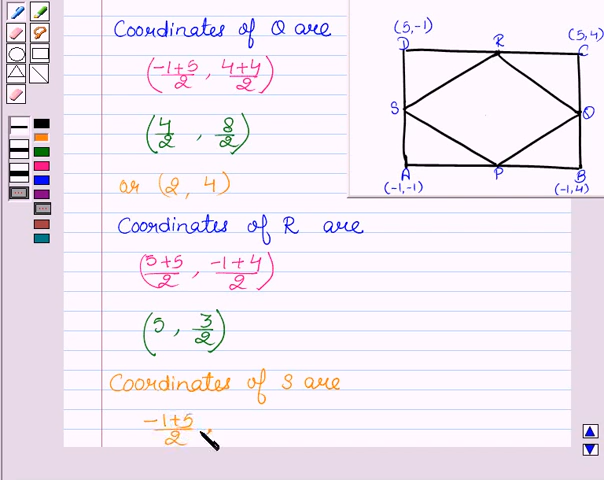 Coordinates of Q are
(-1+5/2, 4+4/2)
(4/2, 8/2)
or (2, 4)
Coordinates of R are
(5+5/2, -1+4/2)
(5, 3/2)
Coordinates of S are
-1+5/2,
(5,-1)
(5,4)
D
R
C
S
Q
A
P
B
(-1,-1)
(-1,4)